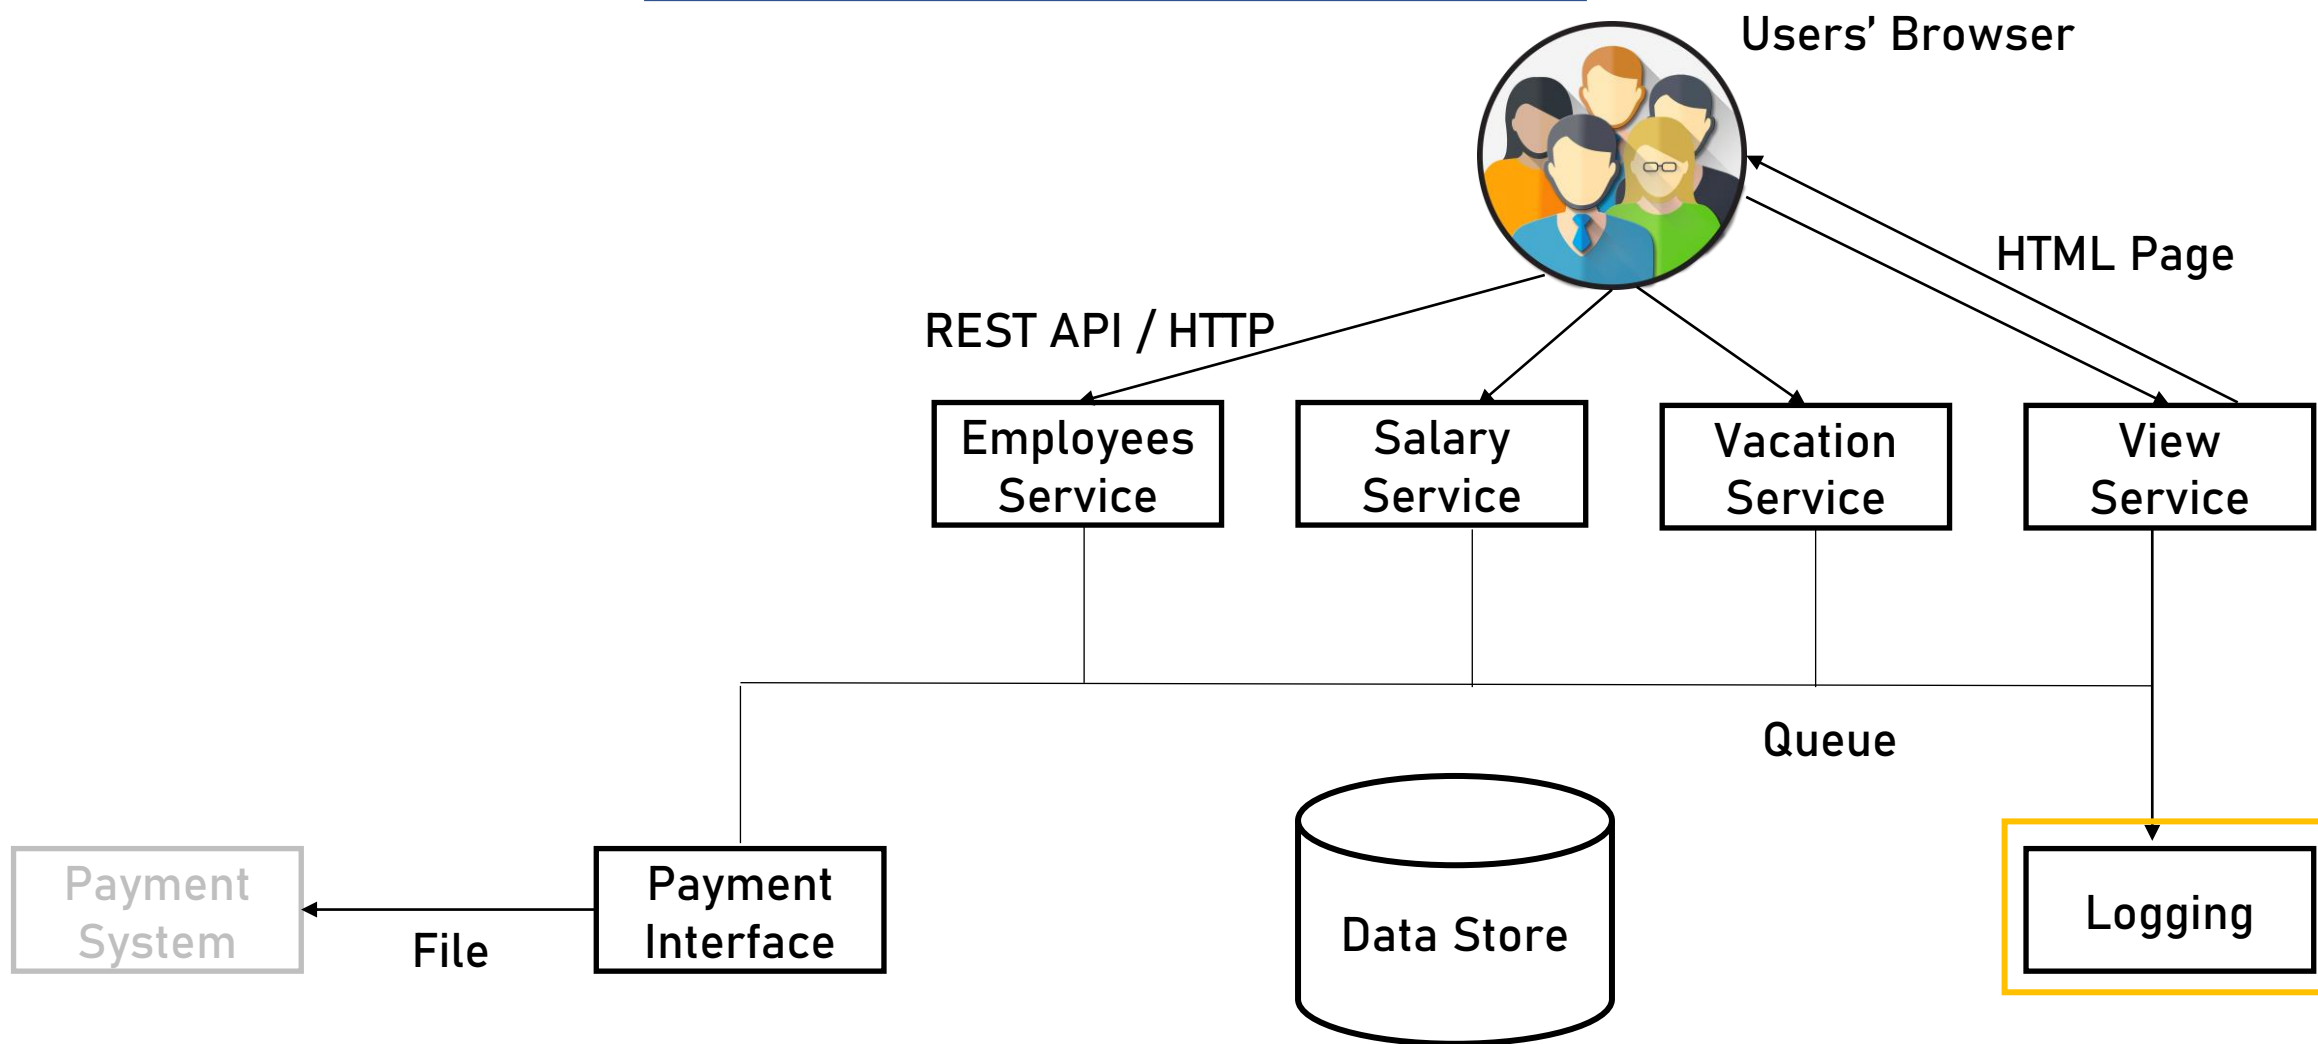 Users’ Browser
HTML Page
REST API / HTTP
Employees
Service
Salary
Service
Vacation
Service
View
Service
Queue
Payment
System
File
Payment
Interface
Data Store
Logging